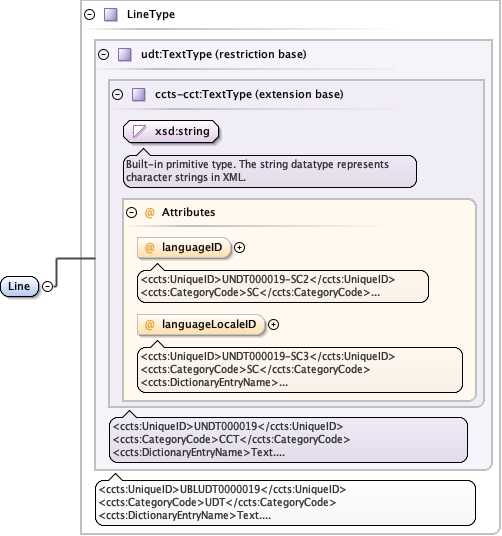 LineType
udt:TextType (restriction base)
ccts-cct:TextType (extension base)
xsd:string
Built-in primitive type. The string datatype represents
character strings in XML.
@ Attributes
@ languageID
<ccts:UniqueID>UNDT000019-SC2</ccts:UniqueID>
<ccts:CategoryCode>SC</ccts:CategoryCode>...
@ languageLocaleID
<ccts:UniqueID>UNDT000019-SC3</ccts:UniqueID>
<ccts:CategoryCode>SC</ccts:CategoryCode>
<ccts:DictionaryEntryName>...
Line
<ccts:UniqueID>UNDT000019</ccts:UniqueID>
<ccts:CategoryCode>CCT</ccts:CategoryCode>
<ccts:DictionaryEntryName>Text....
<ccts:UniqueID>UBLUDT0000019</ccts:UniqueID>
<ccts:CategoryCode>UDT</ccts:CategoryCode>
<ccts:DictionaryEntryName>Text....